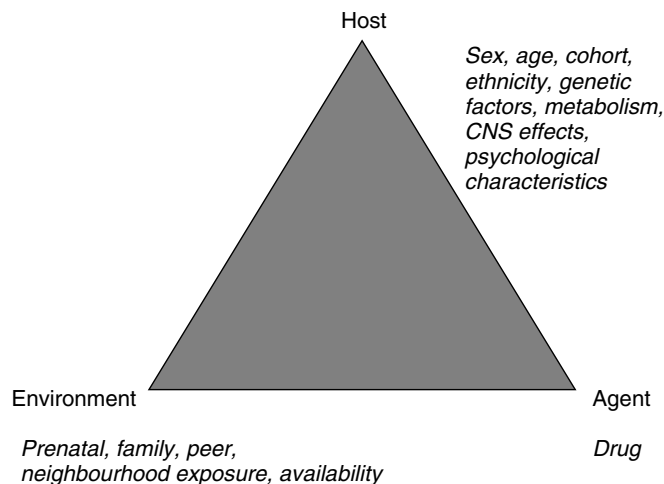 Host
Sex, age, cohort,
ethnicity, genetic
factors, metabolism,
CNS effects,
psychological
characteristics
Environment
Agent
Prenatal, family, peer,
neighbourhood exposure, availability
Drug